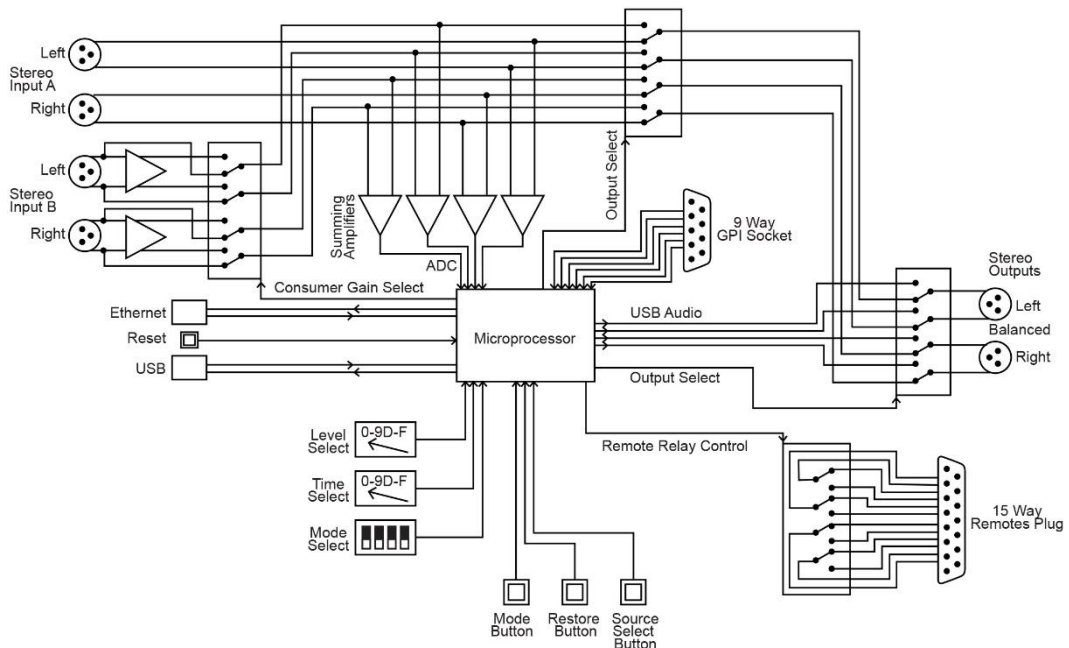 Left
Stereo
Input A
Right
Left
Stereo
Input B
Right
Summing
Amplifiers
ADC
Output Select
9 Way
GPI Socket
Consumer Gain Select
Ethernet
Reset
USB
Microprocessor
USB Audio
Output Select
Stereo
Outputs
Left
Balanced
Right
Level
Select
0-9D-F
Time
Select
0-9D-F
Mode
Select
Remote Relay Control
15 Way
Remotes Plug
Mode
Button
Restore
Button
Source
Select
Button